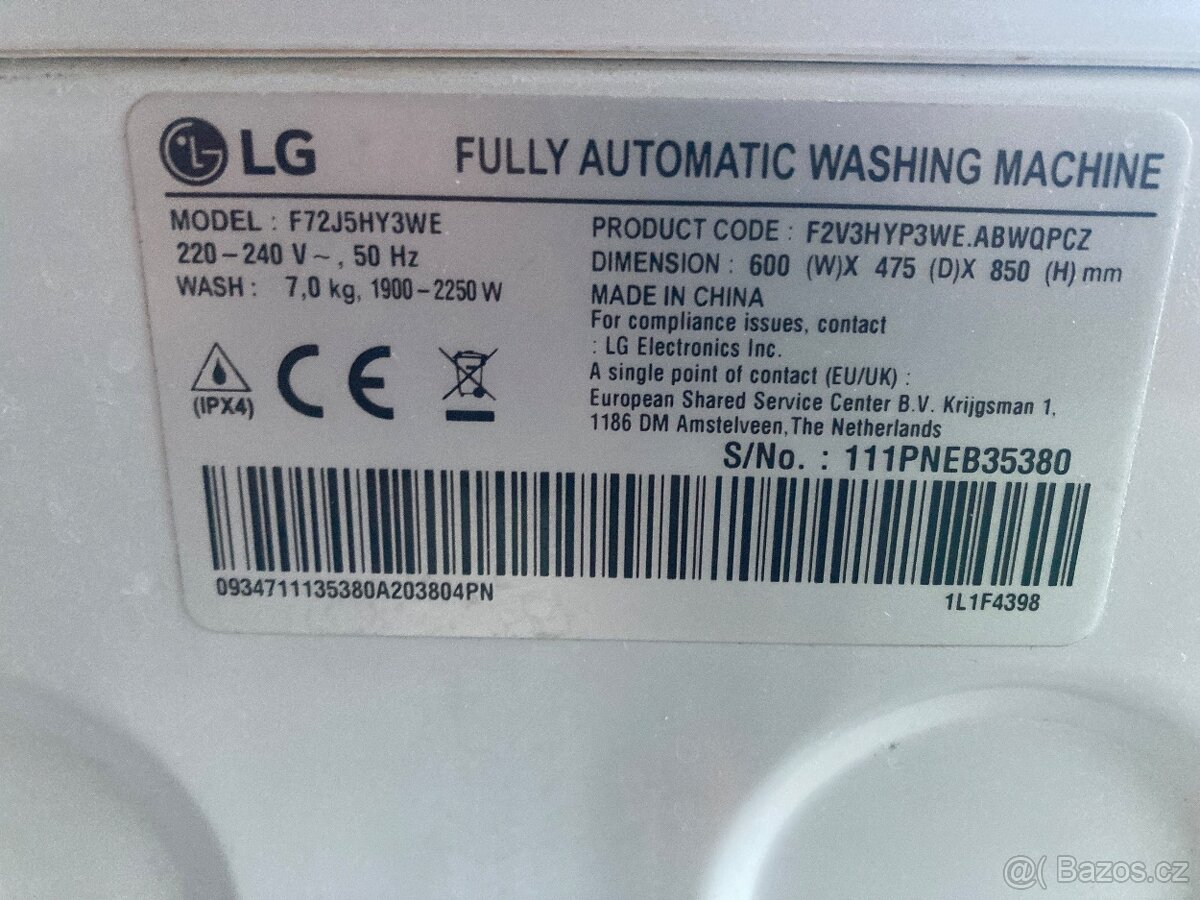 LG FULLY AUTOMATIC WASHING MACHINE
MODEL : F72J5HY3WE
220-240 V~, 50 Hz
WASH : 7,0 kg, 1900-2250 W
PRODUCT CODE : F2V3HYP3WE.ABWQPCZ
DIMENSION : 600 (W)X 475 (D)X 850 (H) mm
MADE IN CHINA
For compliance issues, contact
: LG Electronics Inc.
A single point of contact (EU/UK) :
European Shared Service Center B.V. Krijgsman 1,
1186 DM Amstelveen, The Netherlands
(IPX4)
CE
S/No. : 111PNEB35380
0934711135380A203804PN
1L1F4398
@( Bazos.cz